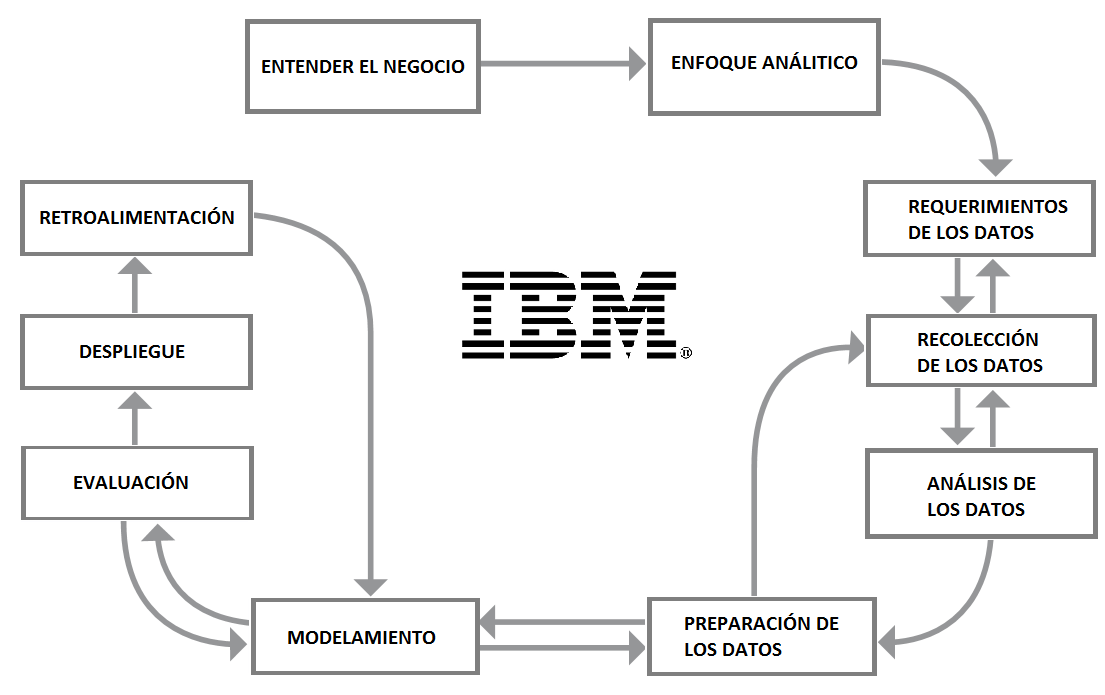 ENTENDER EL NEGOCIO
ENFOQUE ANÁLITICO
REQUERIMIENTOS
DE LOS DATOS
RETROALIMENTACIÓN
IBM®
DESPLIEGUE
RECOLECCIÓN
DE LOS DATOS
EVALUACIÓN
ANÁLISIS DE
LOS DATOS
MODELAMIENTO
PREPARACIÓN DE
LOS DATOS